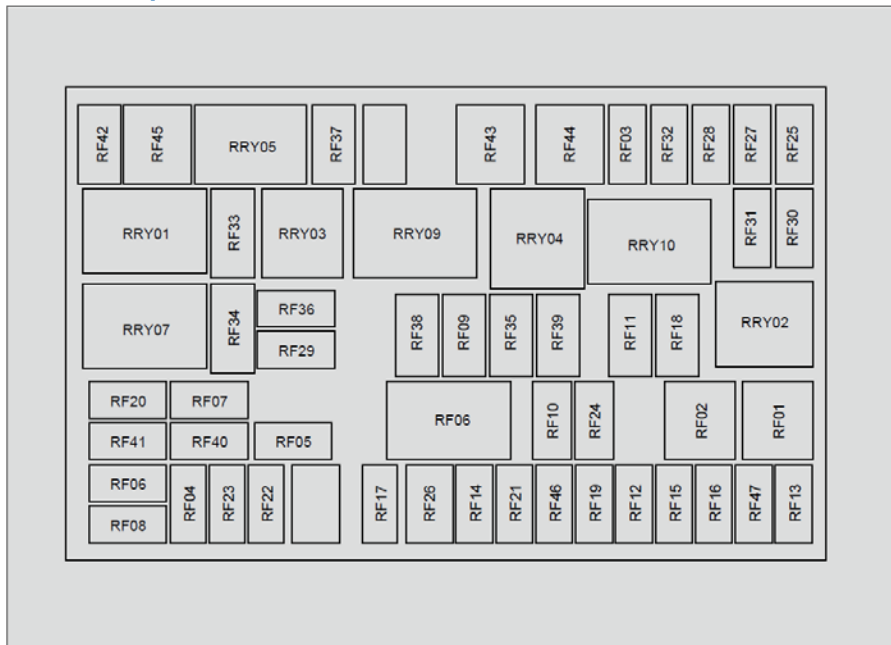 RF42 RF45 RRY05 RF37 RF43 RF44 RF03 RF32 RF28 RF27 RF25
RRY01 RF33 RRY03 RRY09 RRY04 RRY10 RF31 RF30
RRY07 RF34 RF36 RF38 RF09 RF35 RF39 RF11 RF18 RRY02
RF29
RF20 RF07 RF06 RF10 RF24 RF02 RF01
RF41 RF40 RF05
RF06 RF04 RF23 RF22 RF17 RF26 RF14 RF21 RF46 RF19 RF12 RF15 RF16 RF47 RF13
RF08